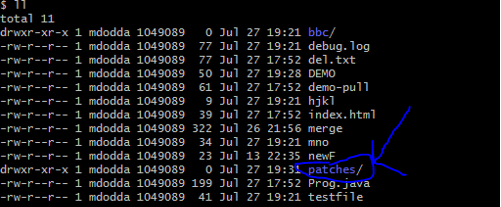 $ ll
total 11
drwxr-xr-x 1 mdodda 1049089   0 Jul 27 19:21 bbc/
-rw-r--r-- 1 mdodda 1049089  77 Jul 27 19:21 debug.log
-rw-r--r-- 1 mdodda 1049089  77 Jul 27 17:52 del.txt
-rw-r--r-- 1 mdodda 1049089  50 Jul 27 19:28 DEMO
-rw-r--r-- 1 mdodda 1049089  61 Jul 27 17:52 demo-pull
-rw-r--r-- 1 mdodda 1049089   9 Jul 27 19:21 hjkl
-rw-r--r-- 1 mdodda 1049089  39 Jul 27 17:52 index.html
-rw-r--r-- 1 mdodda 1049089 322 Jul 26 21:56 merge
-rw-r--r-- 1 mdodda 1049089  34 Jul 27 19:21 mno
-rw-r--r-- 1 mdodda 1049089  23 Jul 13 22:35 newF
drwxr-xr-x 1 mdodda 1049089   0 Jul 27 19:35 patches/
-rw-r--r-- 1 mdodda 1049089 199 Jul 27 17:52 Prog.java
-rw-r--r-- 1 mdodda 1049089  41 Jul 27 19:21 testfile